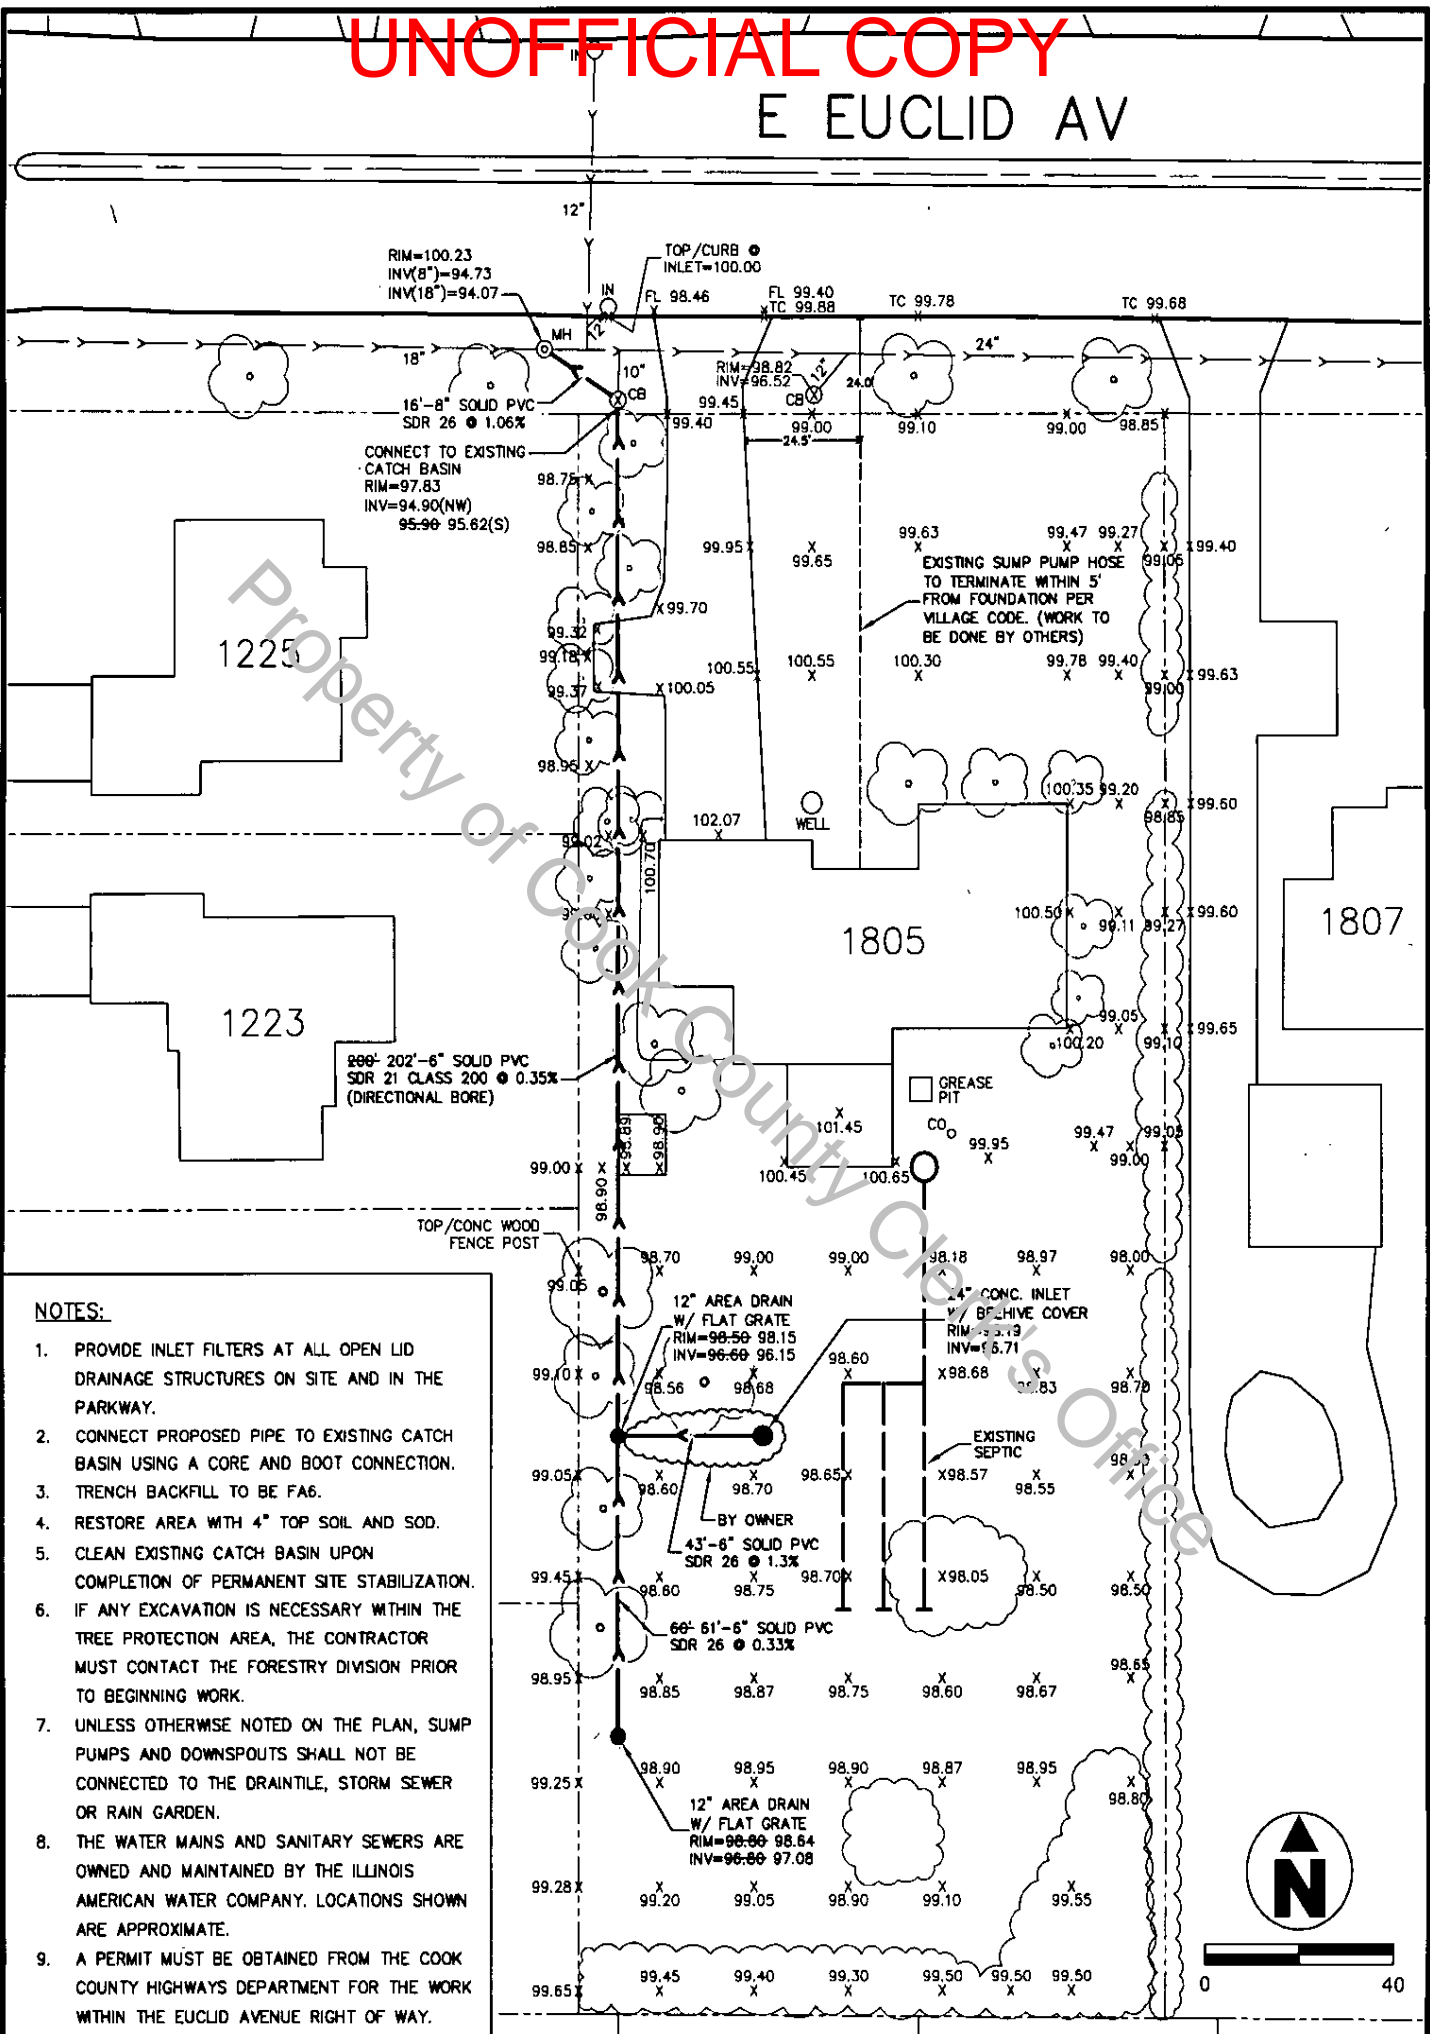 UNOFFICIAL COPY
IN
E EUCLID AV
12"
RIM=100.23
INV(8")=94.73
INV(18")=94.07
TOP/CURB @
INLET=100.00
IN
FL 98.46
FL 99.40
TC 99.88
TC 99.78
TC 99.68
MH
12"
18"
10"
24"
RIM=98.82
INV=96.52
12"
24.0'
CB
CB
16'-8" SOLID PVC
SDR 26 @ 1.06%
99.40
99.45
99.00
99.10
99.00
98.85
24.5'
CONNECT TO EXISTING
CATCH BASIN
RIM=97.83
INV=94.90(NW)
95.90 95.62(S)
98.75
98.85
99.95
99.65
99.63
99.47
99.27
99.05
99.40
EXISTING SUMP PUMP HOSE
TO TERMINATE WITHIN 5'
FROM FOUNDATION PER
VILLAGE CODE. (WORK TO
BE DONE BY OTHERS)
99.70
99.32
1225
99.18
99.37
100.05
100.55
100.55
100.30
99.78
99.40
99.00
99.63
98.95
100.35
99.20
98.85
99.60
WELL
102.07
99.02
100.70
100.50
99.11
99.27
99.60
1805
1807
1223
99.05
100.20
99.10
99.65
200' 202'-6" SOLID PVC
SDR 21 CLASS 200 @ 0.35%
(DIRECTIONAL BORE)
GREASE
PIT
CO
101.45
99.95
99.47
99.05
99.00
98.89
98.96
99.00
98.90
100.45
100.65
TOP/CONC WOOD
FENCE POST
99.05
98.70
99.00
99.00
98.18
98.97
98.00
12" AREA DRAIN
W/ FLAT GRATE
RIM=98.50 98.15
INV=96.60 96.15
24" CONC. INLET
W/ BEEHIVE COVER
INV=96.71
99.10
98.56
98.68
98.60
98.68
98.83
98.70
EXISTING
SEPTIC
99.05
98.60
98.70
98.65
98.57
98.55
BY OWNER
43'-6" SOLID PVC
SDR 26 @ 1.3%
99.45
98.60
98.75
98.70
98.05
98.50
98.50
60' 61'-6" SOLID PVC
SDR 26 @ 0.33%
98.95
98.85
98.87
98.75
98.60
98.67
98.65
99.25
98.90
98.95
98.90
98.87
98.95
98.80
12" AREA DRAIN
W/ FLAT GRATE
RIM=98.80 98.64
INV=96.80 97.08
99.28
99.20
99.05
98.90
99.10
99.55
99.65
99.45
99.40
99.30
99.50
99.50
99.50
N
0 40
NOTES:
1. PROVIDE INLET FILTERS AT ALL OPEN LID
DRAINAGE STRUCTURES ON SITE AND IN THE
PARKWAY.
2. CONNECT PROPOSED PIPE TO EXISTING CATCH
BASIN USING A CORE AND BOOT CONNECTION.
3. TRENCH BACKFILL TO BE FA6.
4. RESTORE AREA WITH 4" TOP SOIL AND SOD.
5. CLEAN EXISTING CATCH BASIN UPON
COMPLETION OF PERMANENT SITE STABILIZATION.
6. IF ANY EXCAVATION IS NECESSARY WITHIN THE
TREE PROTECTION AREA, THE CONTRACTOR
MUST CONTACT THE FORESTRY DIVISION PRIOR
TO BEGINNING WORK.
7. UNLESS OTHERWISE NOTED ON THE PLAN, SUMP
PUMPS AND DOWNSPOUTS SHALL NOT BE
CONNECTED TO THE DRAINTILE, STORM SEWER
OR RAIN GARDEN.
8. THE WATER MAINS AND SANITARY SEWERS ARE
OWNED AND MAINTAINED BY THE ILLINOIS
AMERICAN WATER COMPANY. LOCATIONS SHOWN
ARE APPROXIMATE.
9. A PERMIT MUST BE OBTAINED FROM THE COOK
COUNTY HIGHWAYS DEPARTMENT FOR THE WORK
WITHIN THE EUCLID AVENUE RIGHT OF WAY.
Property of Cook County Clerk's Office